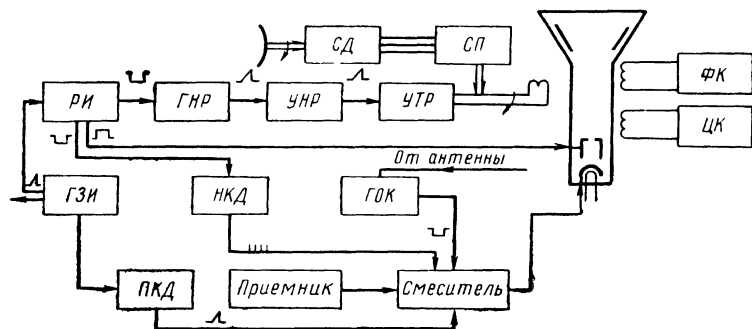 СД
СП
РИ
ГНР
УНР
УТР
ФК
ЦК
От антенны
ГЗИ
НКД
ГОК
ПКД
Приемник
Смеситель